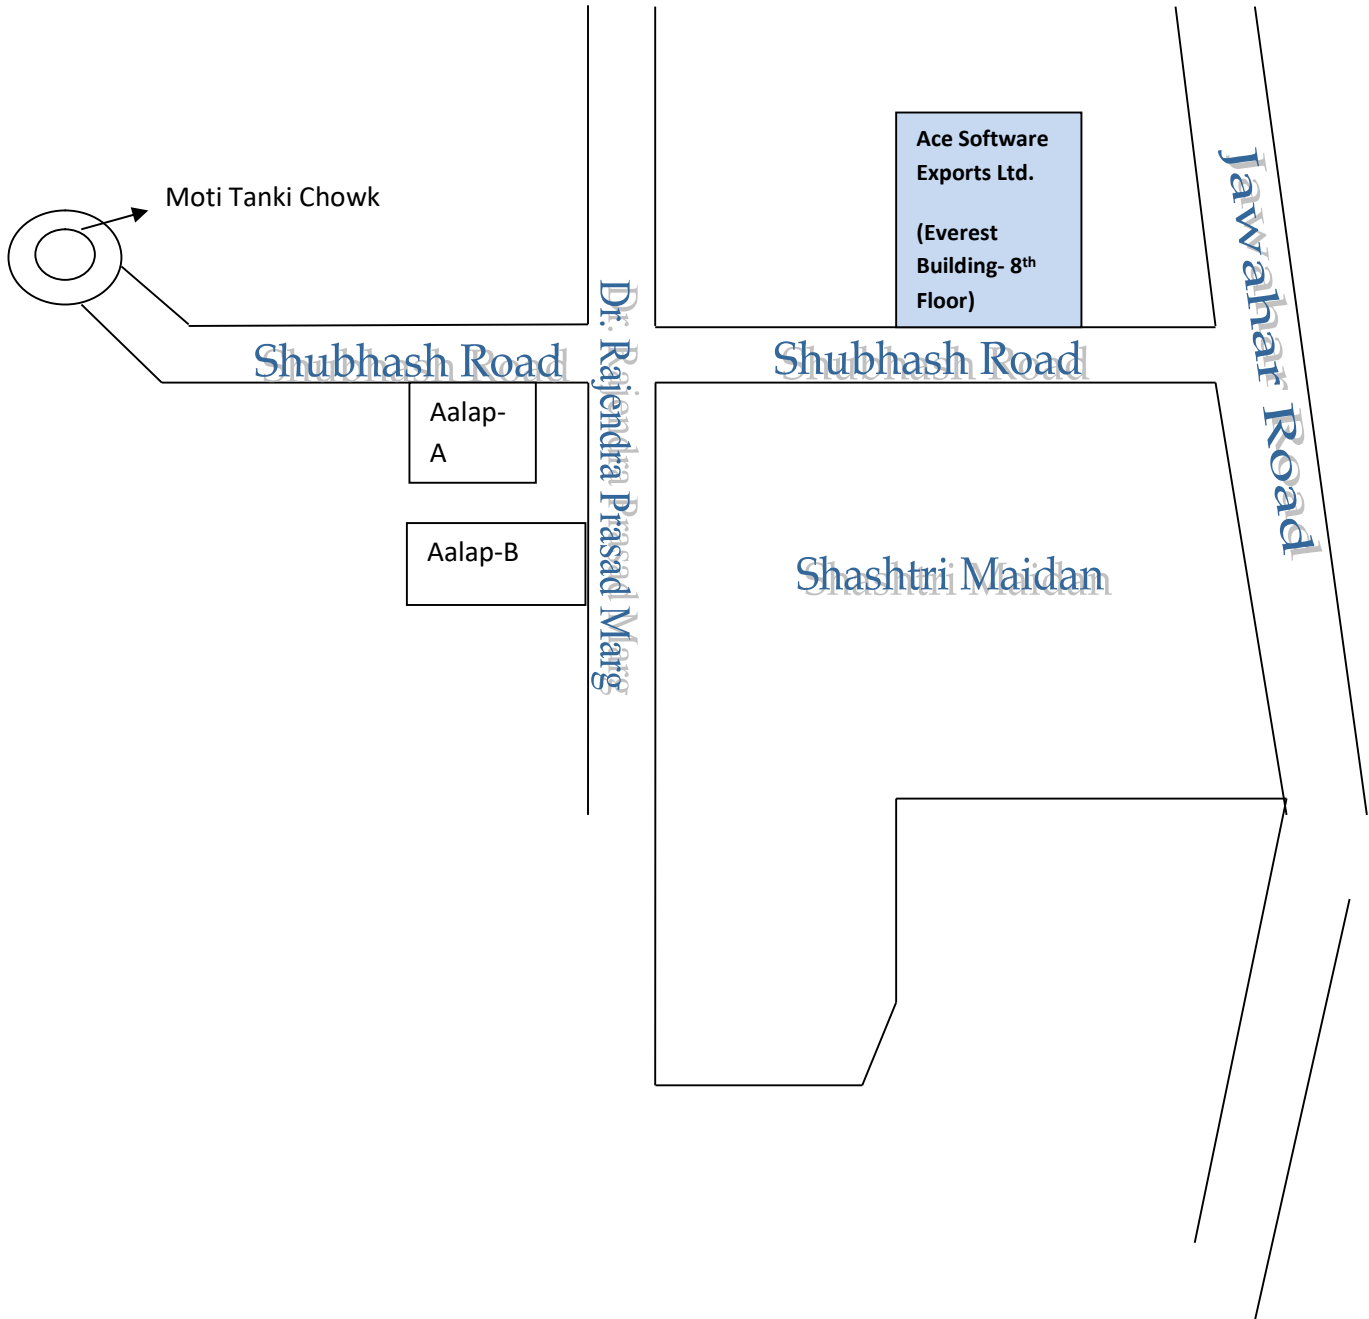 Moti Tanki Chowk
Ace Software
Exports Ltd.
(Everest
Building- 8th
Floor)
Jawahar Road
Dr. Rajendra Prasad Marg
Shubhash Road
Shubhash Road
Aalap-
A
Aalap-B
Shashtri Maidan